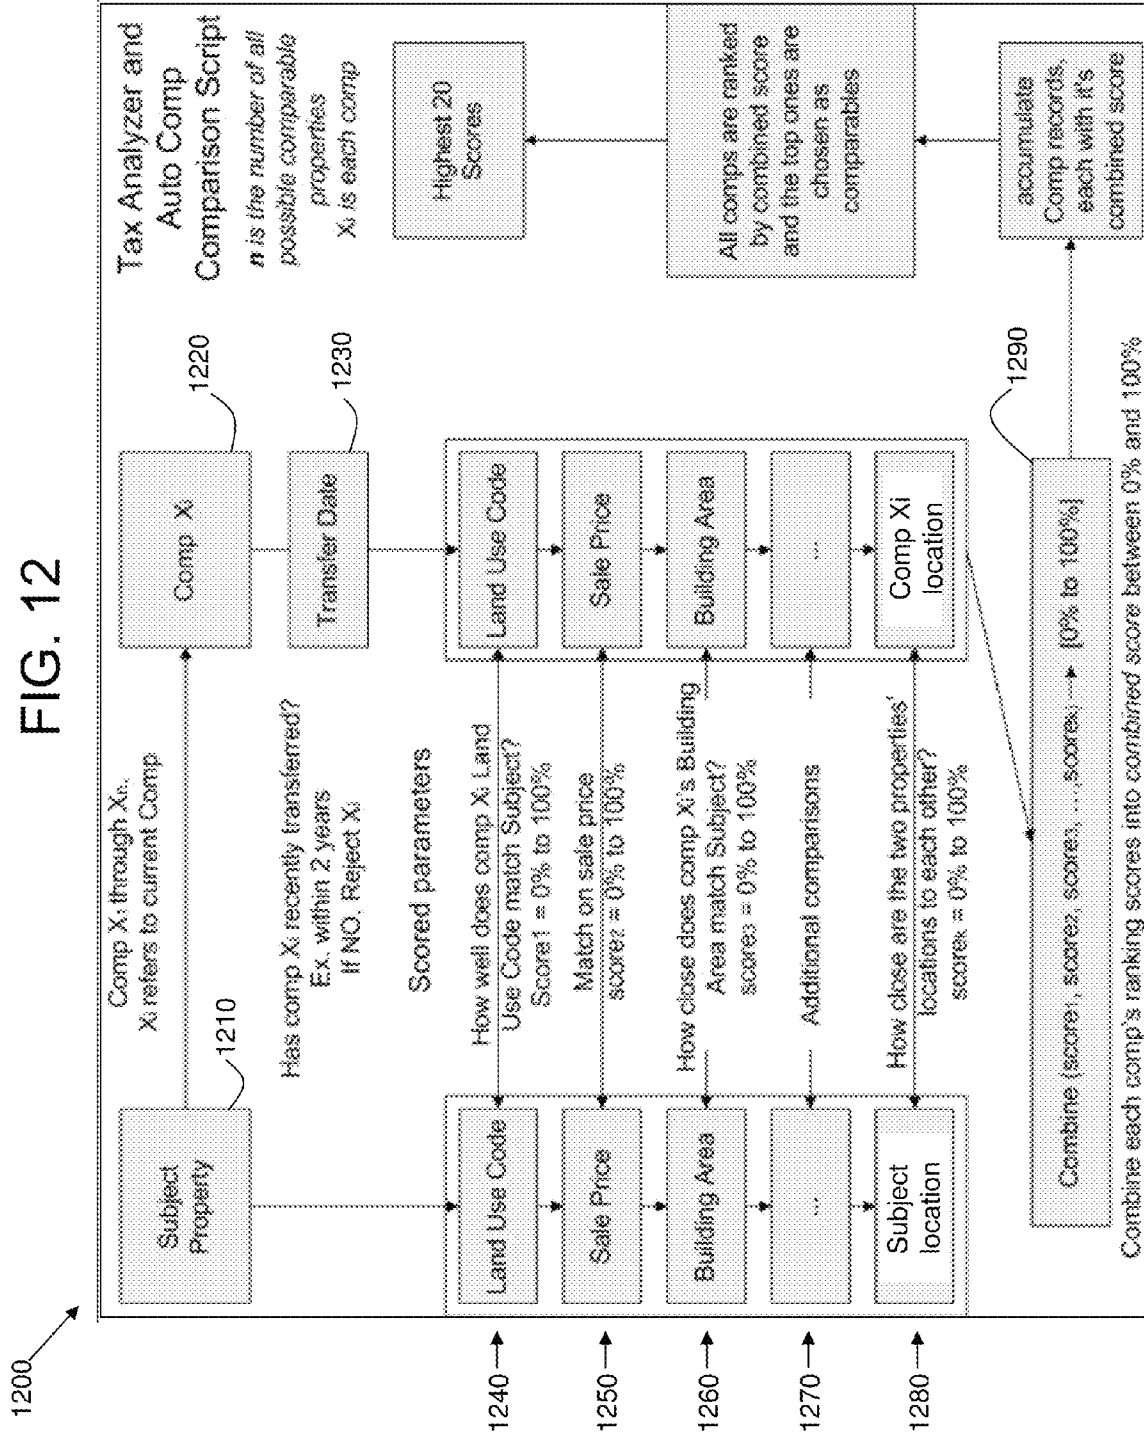 FIG. 12
1200
Tax Analyzer and
Auto Comp
Comparison Script
n is the number of all
possible comparable
properties
Xᵢ is each comp
Comp X₁ through Xₙ.
Xᵢ refers to current Comp
Subject
Property
1210
Comp Xᵢ
1220
Has comp Xᵢ recently transferred?
Ex. within 2 years
If NO. Reject Xᵢ
Transfer Date
1230
Scored parameters
1240
Land Use Code
How well does comp Xᵢ Land
Use Code match Subject?
Score1 = 0% to 100%
Land Use Code
1250
Sale Price
Match on sale price
score₂ = 0% to 100%
Sale Price
1260
Building Area
How close does comp Xᵢ's Building
Area match Subject?
score₃ = 0% to 100%
Building Area
1270
...
Additional comparisons
...
1280
Subject
location
How close are the two properties'
locations to each other?
scoreₖ = 0% to 100%
Comp Xi
location
1290
Combine (score₁, score₂, score₃, ...,scoreₖ) → [0% to 100%]
Combine each comp's ranking scores into combined score between 0% and 100%
accumulate
Comp records,
each with it's
combined score
All comps are ranked
by combined score
and the top ones are
chosen as
comparables
Highest 20
Scores